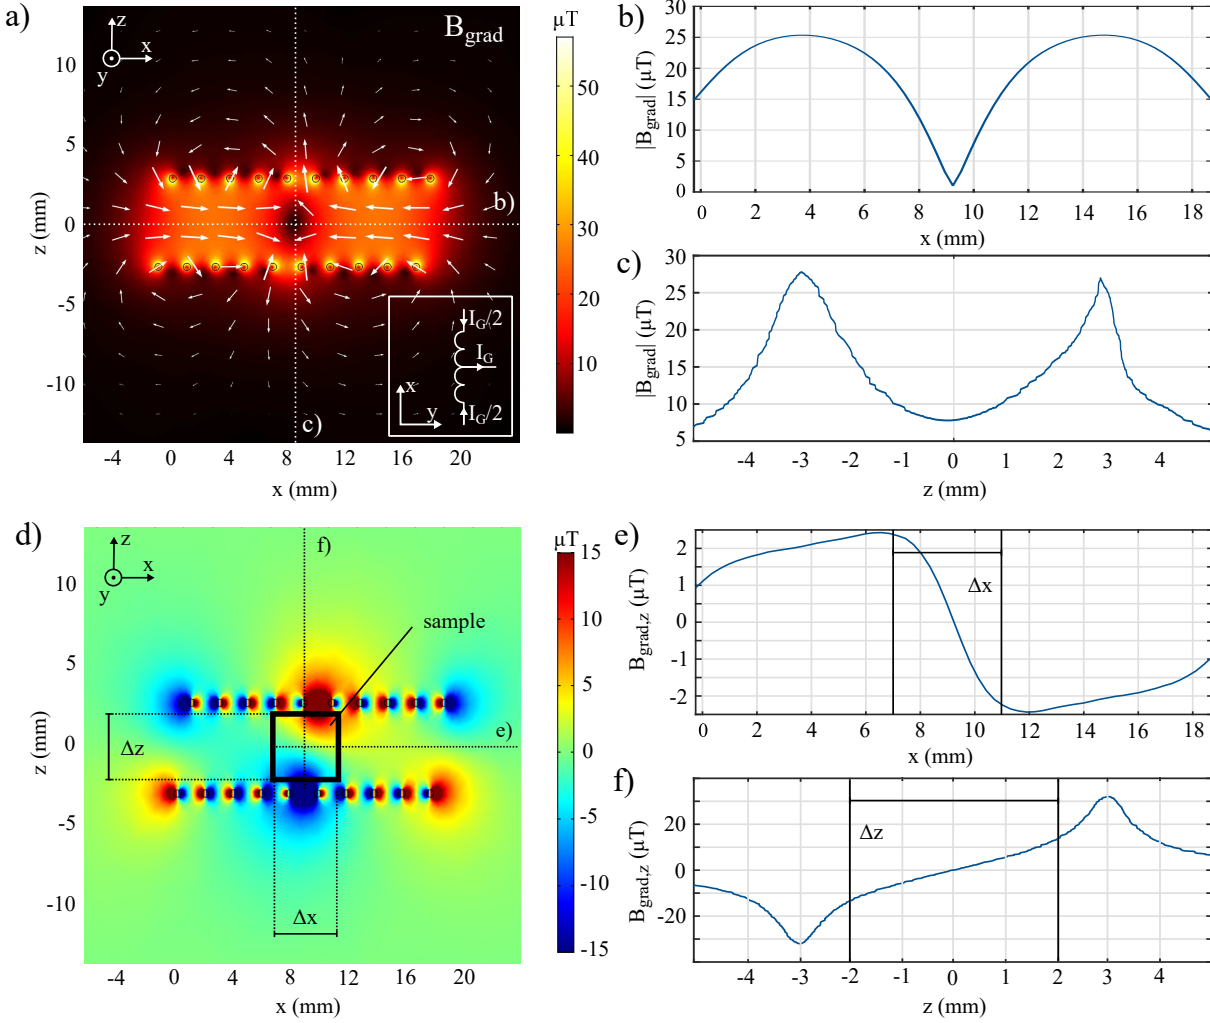 a)
z
x
y
B_grad
µT
10
5
0
-5
-10
z (mm)
b)
c)
I_G/2
I_G
I_G/2
x
y
-4 0 4 8 12 16 20
x (mm)
50
40
30
20
10
b)
30
25
20
15
10
5
0
|B_grad| (µT)
0 2 4 6 8 10 12 14 16 18
x (mm)
c)
30
25
20
15
10
5
|B_grad| (µT)
-4 -3 -2 -1 0 1 2 3 4
z (mm)
d)
z
x
y
f)
µT
sample
e)
Δz
Δx
10
5
0
-5
-10
z (mm)
0 4 8 12 16 20
x (mm)
15
10
5
0
-5
-10
-15
e)
2
1
0
-1
-2
B_grad,z (µT)
Δx
0 2 4 6 8 10 12 14 16 18
x (mm)
f)
20
0
-20
B_grad,z (µT)
Δz
-4 -3 -2 -1 0 1 2 3 4
z (mm)